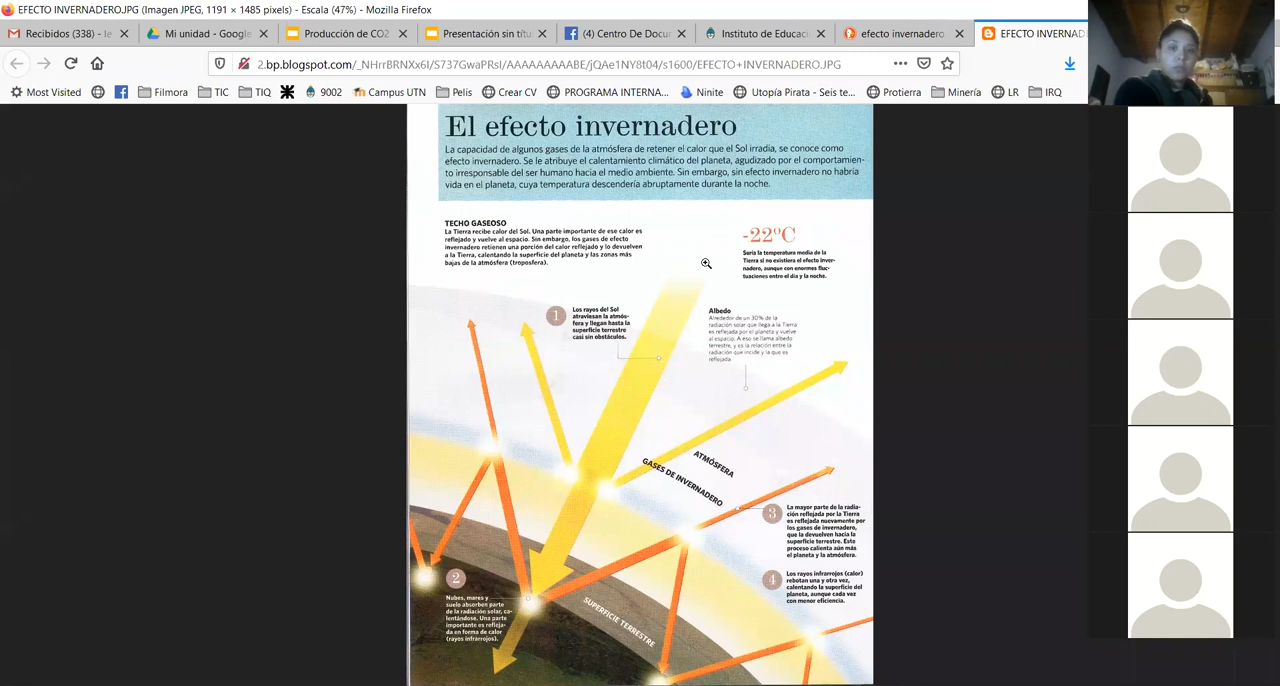 EFECTO INVERNADERO.JPG (Imagen JPEG, 1191 × 1485 pixels) - Escala (47%) - Mozilla Firefox
Recibidos (338) - le
Mi unidad - Google
Producción de CO2
Presentación sin títu
(4) Centro De Docum
Instituto de Educaci
efecto invernadero.
EFECTO INVERNADE
2.bp.blogspot.com/_NHrrBRNXx6I/S737GwaPRsI/AAAAAAAAABE/jQAe1NY8t04/s1600/EFECTO+INVERNADERO.JPG
Most Visited
Filmora
TIC
TIQ
9002
Campus UTN
Pelis
Crear CV
PROGRAMA INTERNA...
Ninite
Utopía Pirata - Seis te...
Protierra
Minería
LR
IRQ
El efecto invernadero
La capacidad de algunos gases de la atmósfera de retener el calor que el Sol irradia, se conoce como
efecto invernadero. Se le atribuye el calentamiento climático del planeta, agudizado por el comportamien-
to irresponsable del ser humano hacia el medio ambiente. Sin embargo, sin efecto invernadero no habría
vida en el planeta, cuya temperatura descendería abruptamente durante la noche.
TECHO GASEOSO
La Tierra recibe calor del Sol. Una parte importante de ese calor es
reflejado y vuelve al espacio. Sin embargo, los gases de efecto
invernadero retienen una porción del calor reflejado y lo devuelven
a la Tierra, calentando la superficie del planeta y las zonas más
bajas de la atmósfera (troposfera).
-22ºC
Sería la temperatura media de la
Tierra si no existiera el efecto inver-
nadero, aunque con enormes fluc-
tuaciones entre el día y la noche.
1
Los rayos del Sol
atraviesan la atmós-
fera y llegan hasta la
superficie terrestre
casi sin obstáculos.
Albedo
Alrededor de un 30% de la
radiación solar que llega a la Tierra
es reflejada por el planeta y vuelve
al espacio. A eso se llama albedo
terrestre, y es la relación entre la
radiación que incide y la que es
reflejada.
ATMÓSFERA
GASES DE INVERNADERO
3
La mayor parte de la radia-
ción reflejada por la Tierra
es reflejada nuevamente por
los gases de invernadero,
que la devuelven hacia la
superficie terrestre. Este
proceso calienta aún más
el planeta y la atmósfera.
2
Nubes, mares y
suelo absorben parte
de la radiación solar, ca-
lentándose. Una parte
importante es refleja-
da en forma de calor
(rayos infrarrojos).
4
Los rayos infrarrojos (calor)
rebotan una y otra vez,
calentando la superficie del
planeta, aunque cada vez
con menor eficiencia.
SUPERFICIE TERRESTRE